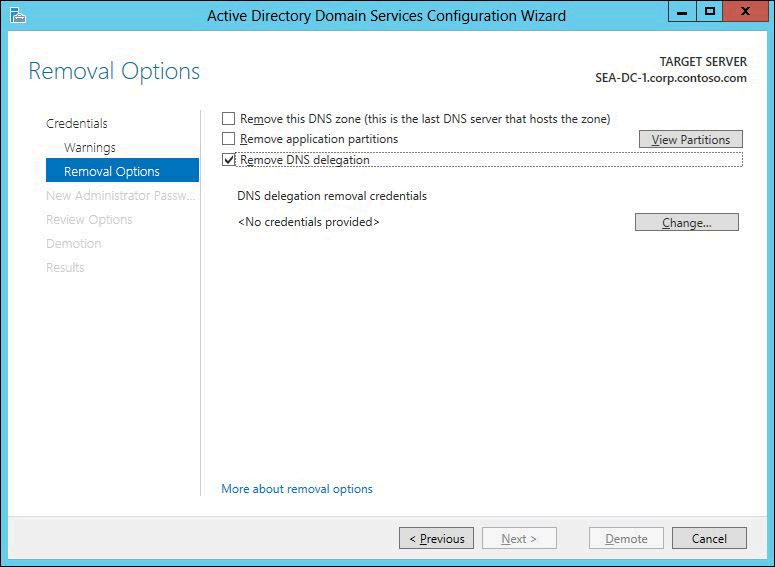 Active Directory Domain Services Configuration Wizard
x
Removal Options
TARGET SERVER
SEA-DC-1.corp.contoso.com
Credentials
Warnings
Removal Options
New Administrator Passw...
Review Options
Demotion
Results
Remove this DNS zone (this is the last DNS server that hosts the zone)
Remove application partitions
View Partitions
Remove DNS delegation
DNS delegation removal credentials
<No credentials provided>
Change...
More about removal options
< Previous
Next >
Demote
Cancel